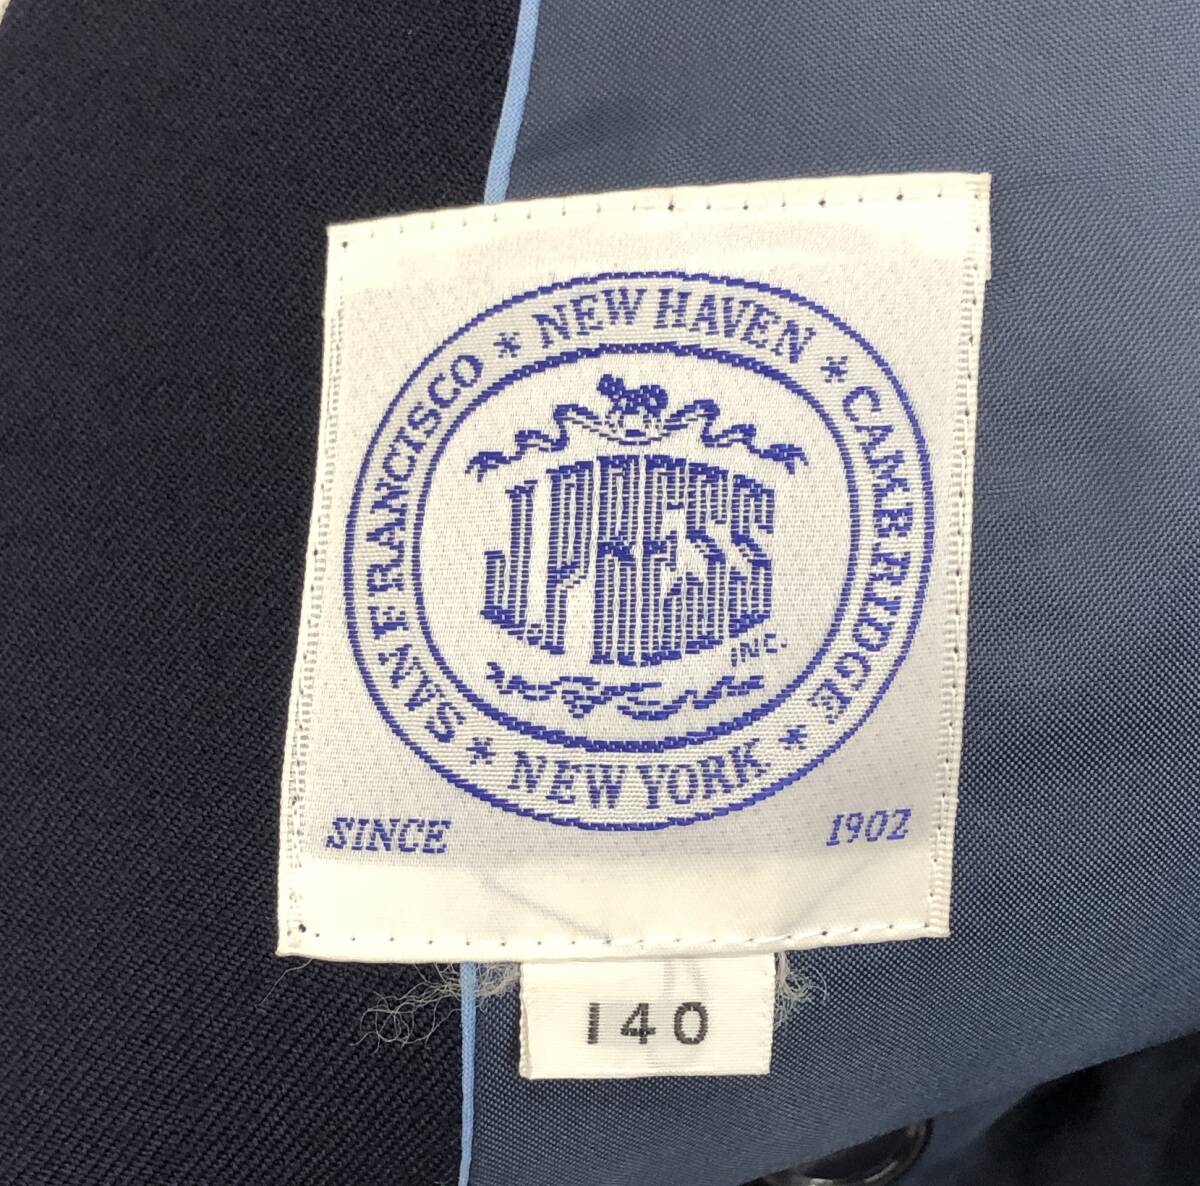 SAN FRANCISCO * NEW HAVEN * CAMBRIDGE * NEW YORK *
J.PRESS
INC.
SINCE 1902
140